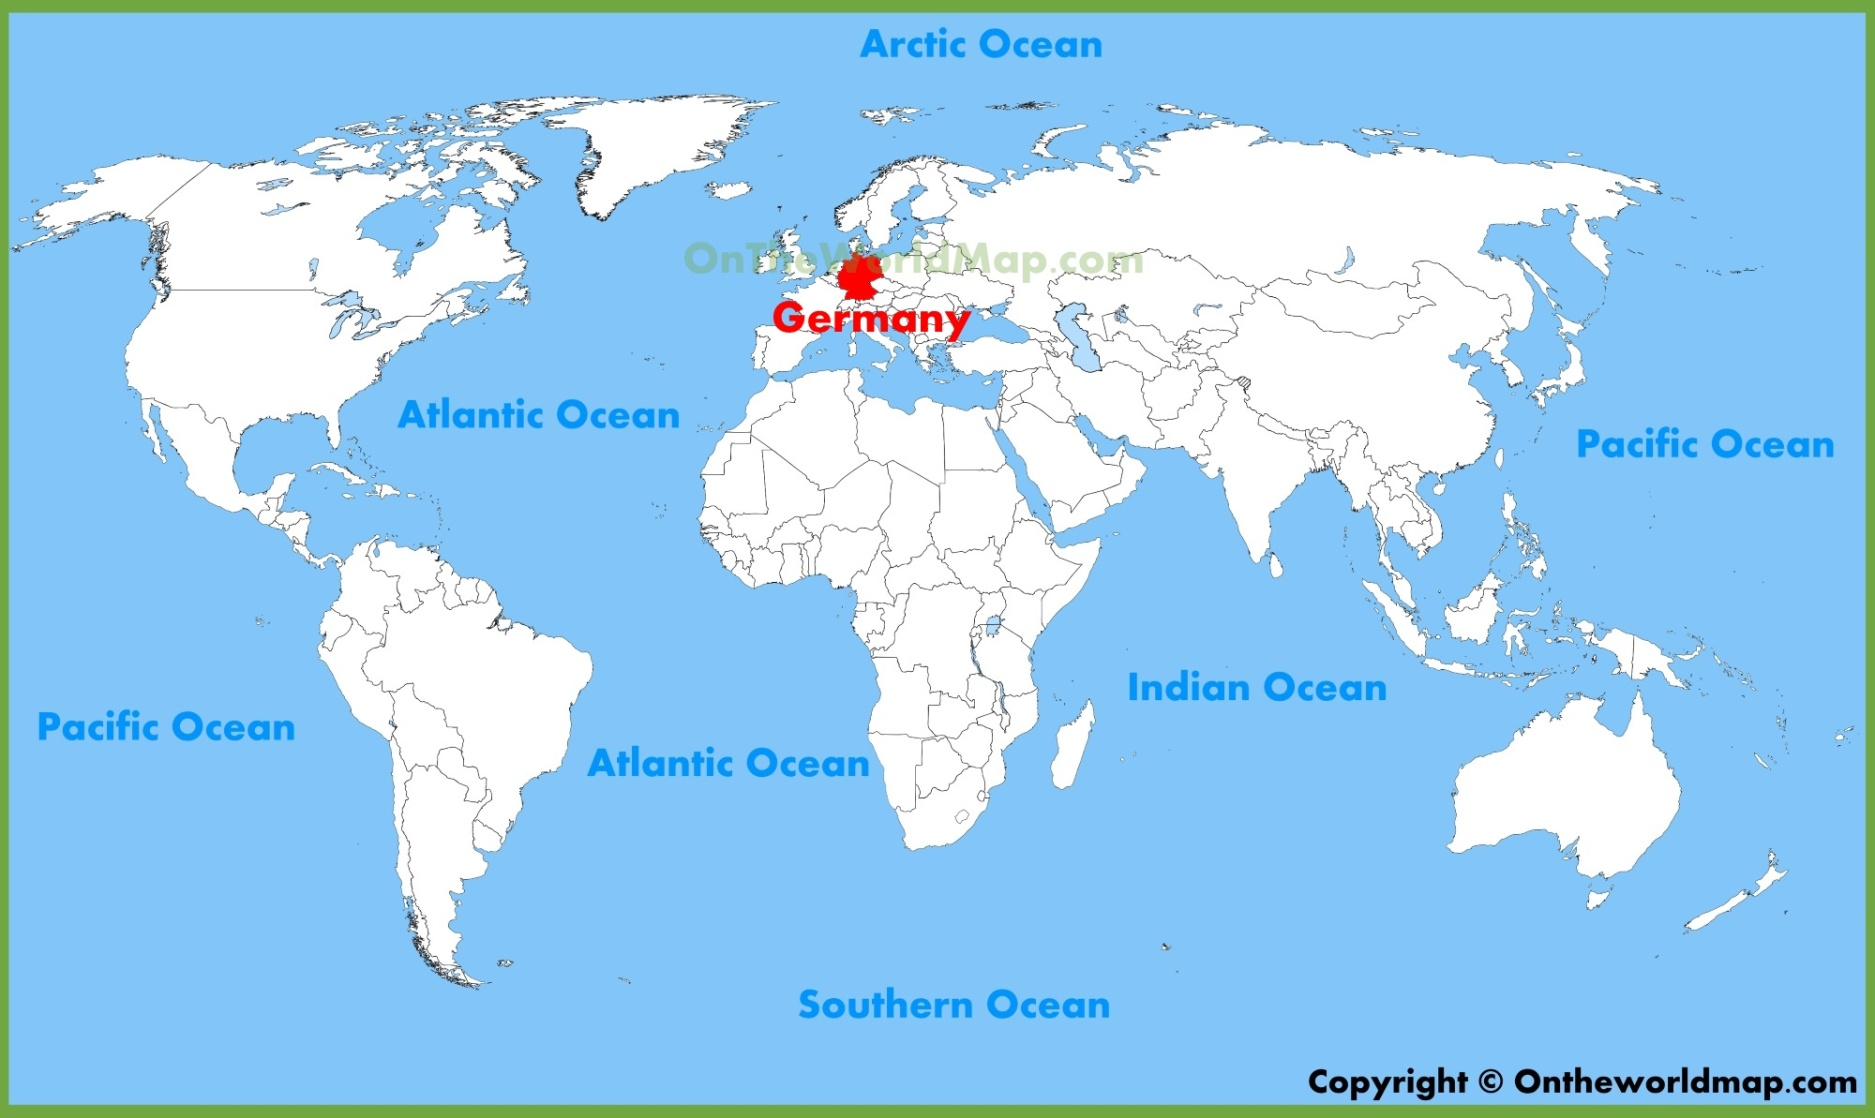 Arctic Ocean
OnTheWorldMap.com
Germany
Atlantic Ocean
Pacific Ocean
Indian Ocean
Pacific Ocean
Atlantic Ocean
Southern Ocean
Copyright © Ontheworldmap.com